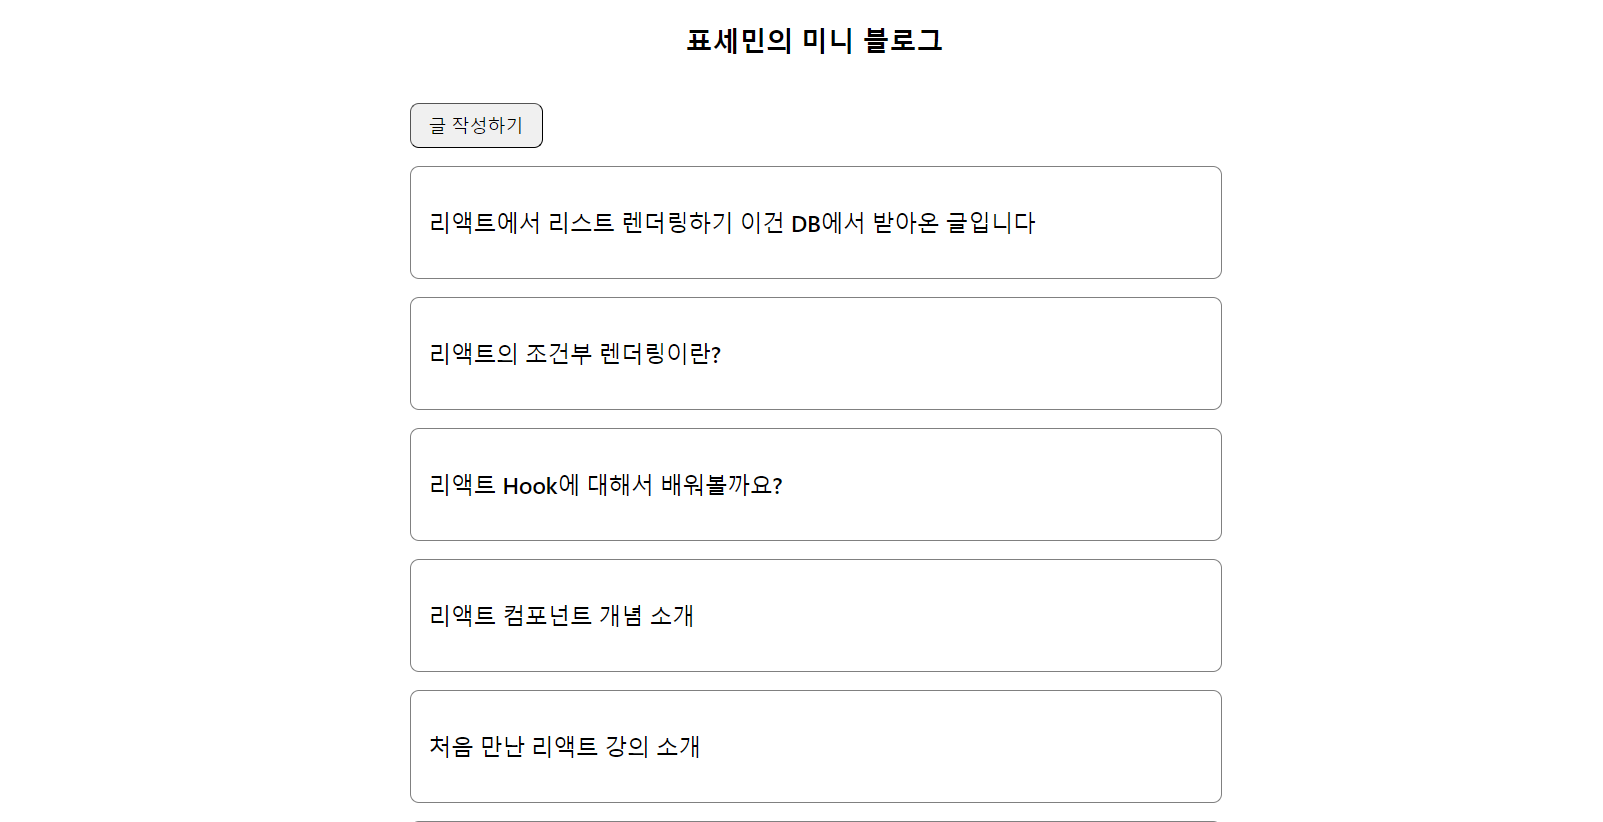 표세민의 미니 블로그
글 작성하기
리액트에서 리스트 렌더링하기 이건 DB에서 받아온 글입니다
리액트의 조건부 렌더링이란?
리액트 Hook에 대해서 배워볼까요?
리액트 컴포넌트 개념 소개
처음 만난 리액트 강의 소개